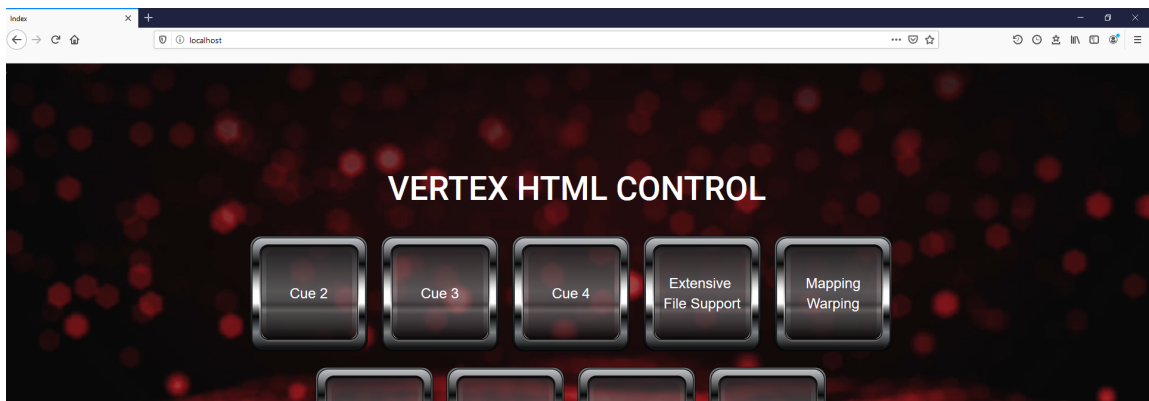 Index
localhost
VERTEX HTML CONTROL
Cue 2
Cue 3
Cue 4
Extensive
File Support
Mapping
Warping